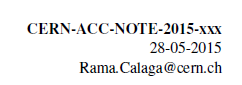 CERN-ACC-NOTE-2015-xxx
28-05-2015
Rama.Calaga@cern.ch